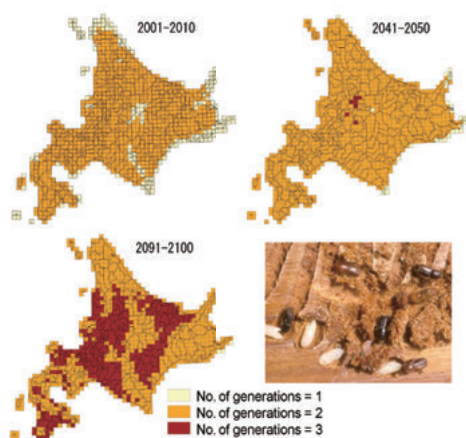 2001-2010
2041-2050
2091-2100
No. of generations = 1
No. of generations = 2
No. of generations = 3